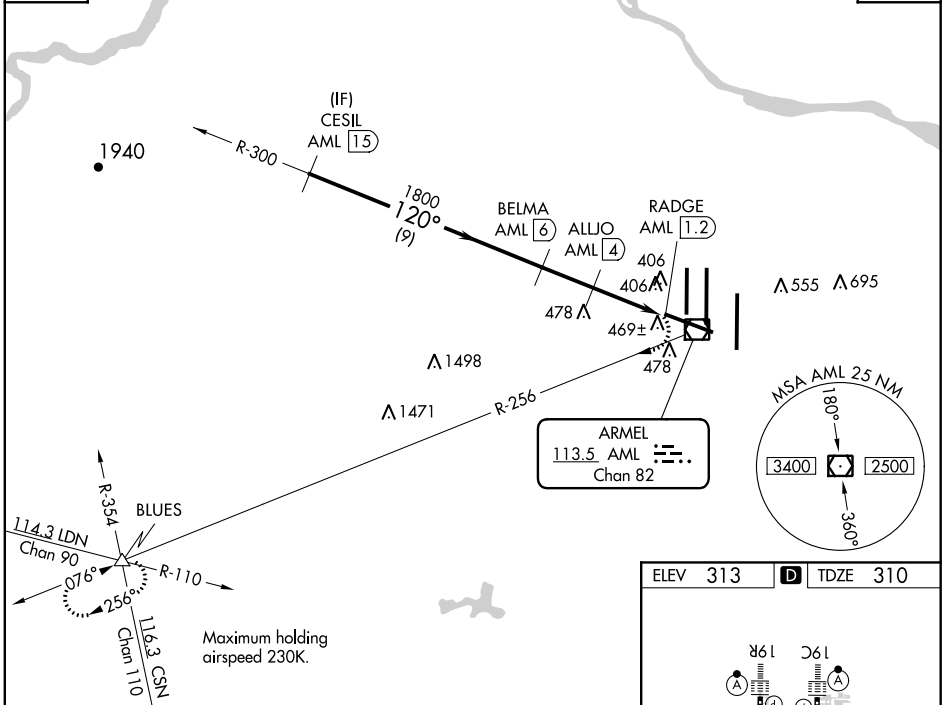 (IF)
CESIL
AML 15
R-300
1940
1800
120°
(9)
BELMA
AML 6
ALLJO
AML 4
RADGE
AML 1.2
406
406
478
469±
478
555
695
1498
1471
R-256
ARMEL
113.5 AML
Chan 82
MSA AML 25 NM
180°
3400
2500
360°
R-354
BLUES
114.3 LDN
Chan 90
R-110
076°
256°
116.3 CSN
Chan 110
Maximum holding
airspeed 230K.
ELEV 313 D TDZE 310
19R
19C
A
A